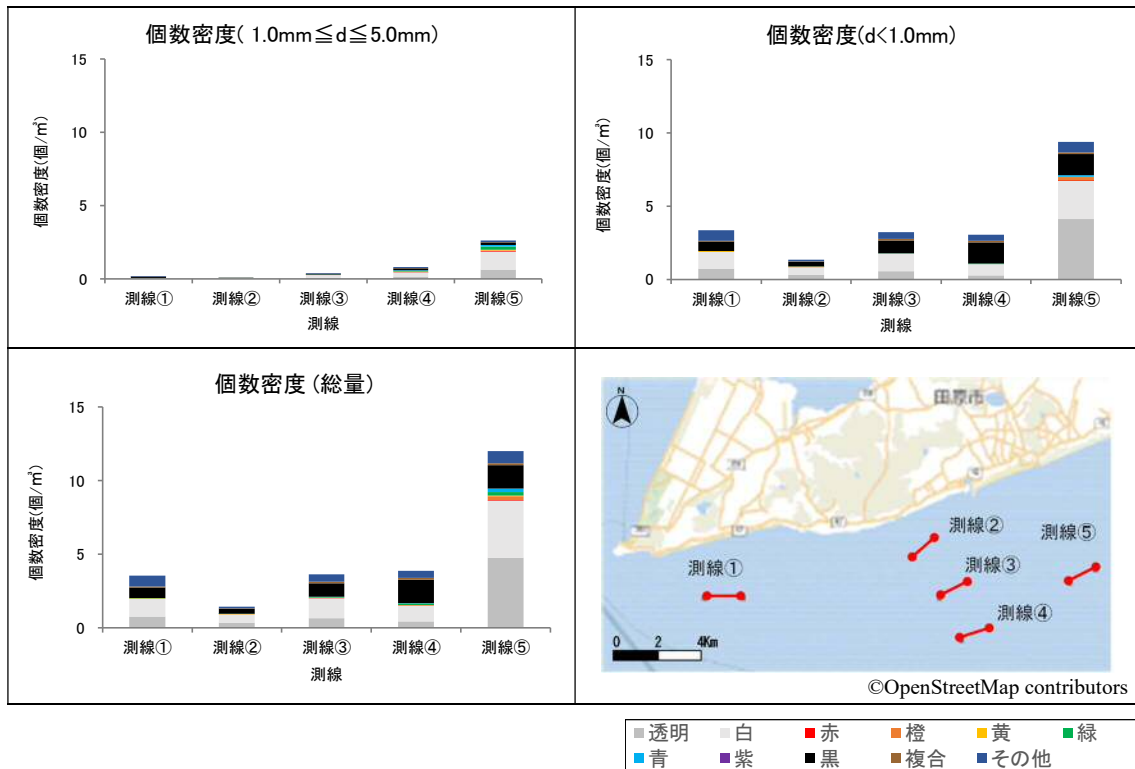 個数密度( 1.0mm≦d≦5.0mm)
個数密度(個/㎥)
15
10
5
0
測線① 測線② 測線③ 測線④ 測線⑤
測線
個数密度(d<1.0mm)
個数密度(個/㎥)
15
10
5
0
測線① 測線② 測線③ 測線④ 測線⑤
測線
個数密度 (総量)
個数密度(個/㎥)
15
10
5
0
測線① 測線② 測線③ 測線④ 測線⑤
測線
N
田原市
測線②
測線⑤
測線③
測線①
測線④
0 2 4Km
©OpenStreetMap contributors
透明 白 赤 橙 黄 緑
青 紫 黒 複合 その他